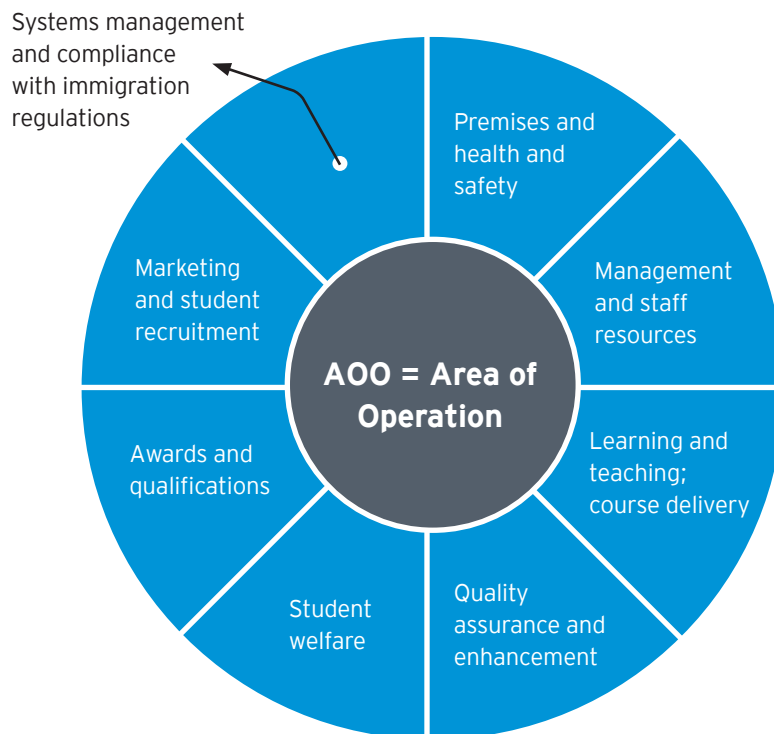 Systems management
and compliance
with immigration
regulations
Premises and
health and
safety
Management
and staff
resources
Learning and
teaching;
course delivery
Quality
assurance and
enhancement
Student
welfare
Awards and
qualifications
Marketing
and student
recruitment
AOO = Area of
Operation